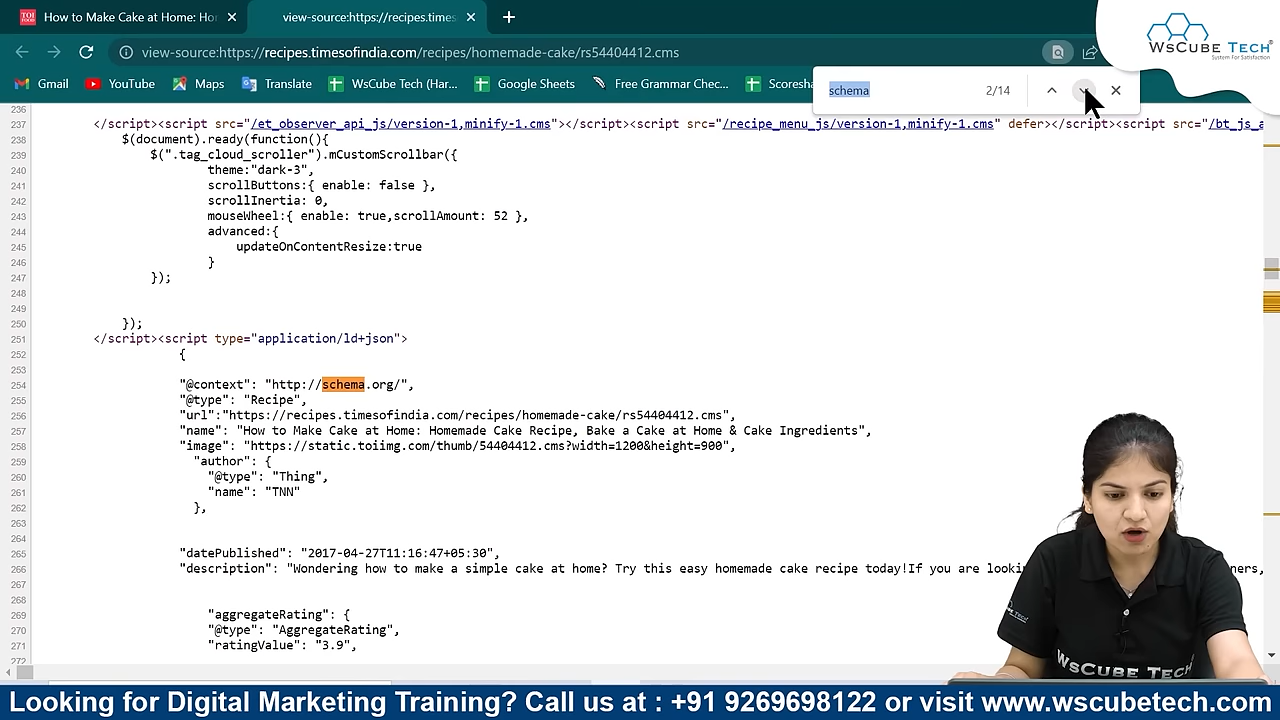 How to Make Cake at Home: Hor
view-source:https://recipes.times
view-source:https://recipes.timesofindia.com/recipes/homemade-cake/rs54404412.cms
WsCube Tech
System For Satisfaction
Gmail
YouTube
Maps
Translate
WsCube Tech (Har...
Google Sheets
Free Grammar Chec...
Scoresh
schema
2/14
236
237 </script><script src="/et_observer_api_js/version-1,minify-1.cms"></script><script src="/recipe_menu_js/version-1,minify-1.cms" defer></script><script src="/bt_js_a
238 $(document).ready(function(){
239 $(".tag_cloud_scroller").mCustomScrollbar({
240 theme:"dark-3",
241 scrollButtons:{ enable: false },
242 scrollInertia: 0,
243 mouseWheel:{ enable: true,scrollAmount: 52 },
244 advanced:{
245 updateOnContentResize:true
246 }
247 });
248
249
250 });
251 </script><script type="application/ld+json">
252 {
253
254 "@context": "http://schema.org/",
255 "@type": "Recipe",
256 "url":"https://recipes.timesofindia.com/recipes/homemade-cake/rs54404412.cms",
257 "name": "How to Make Cake at Home: Homemade Cake Recipe, Bake a Cake at Home & Cake Ingredients",
258 "image": "https://static.toiimg.com/thumb/54404412.cms?width=1200&height=900",
259 "author": {
260 "@type": "Thing",
261 "name": "TNN"
262 },
263
264
265 "datePublished": "2017-04-27T11:16:47+05:30",
266 "description": "Wondering how to make a simple cake at home? Try this easy homemade cake recipe today!If you are looki ners,
267
268
269 "aggregateRating": {
270 "@type": "AggregateRating",
271 "ratingValue": "3.9",
272
WsCube Tech
Looking for Digital Marketing Training? Call us at : +91 9269698122 or visit www.wscubetech.com